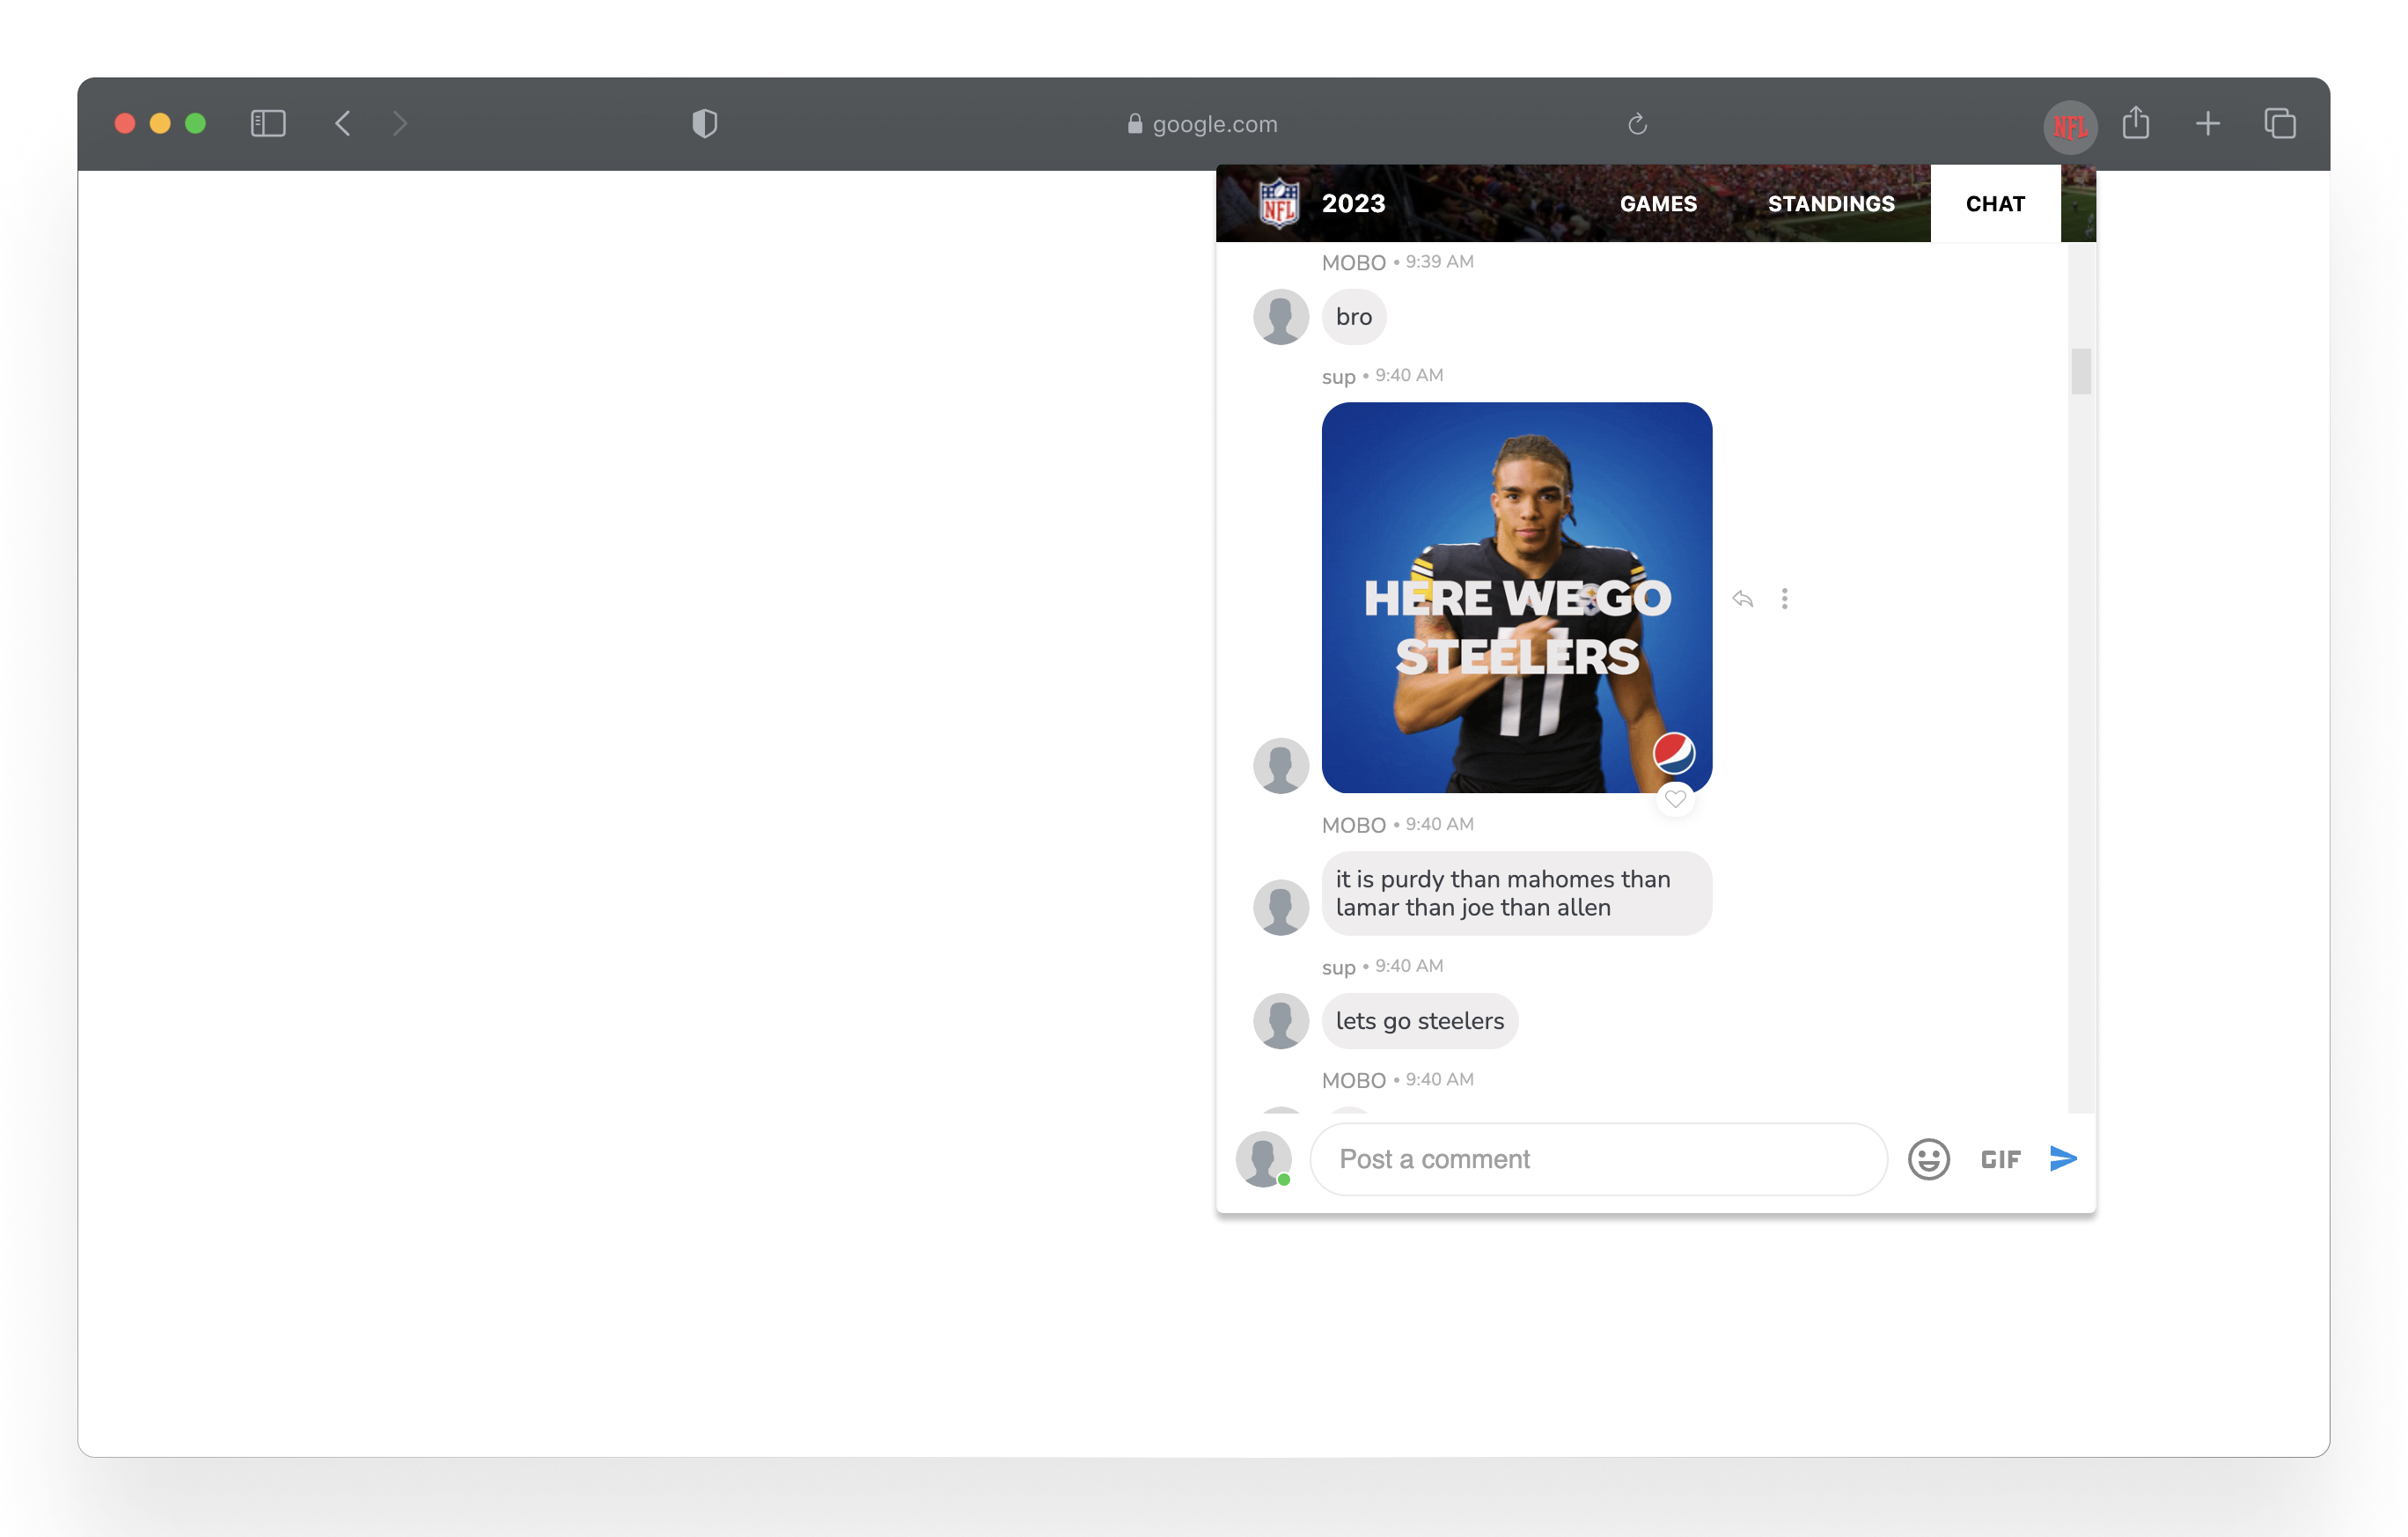 google.com
NFL
NFL
2023
GAMES
STANDINGS
CHAT
MOBO • 9:39 AM
bro
sup • 9:40 AM
HERE WE GO
STEELERS
11
MOBO • 9:40 AM
it is purdy than mahomes than
lamar than joe than allen
sup • 9:40 AM
lets go steelers
MOBO • 9:40 AM
Post a comment
GIF